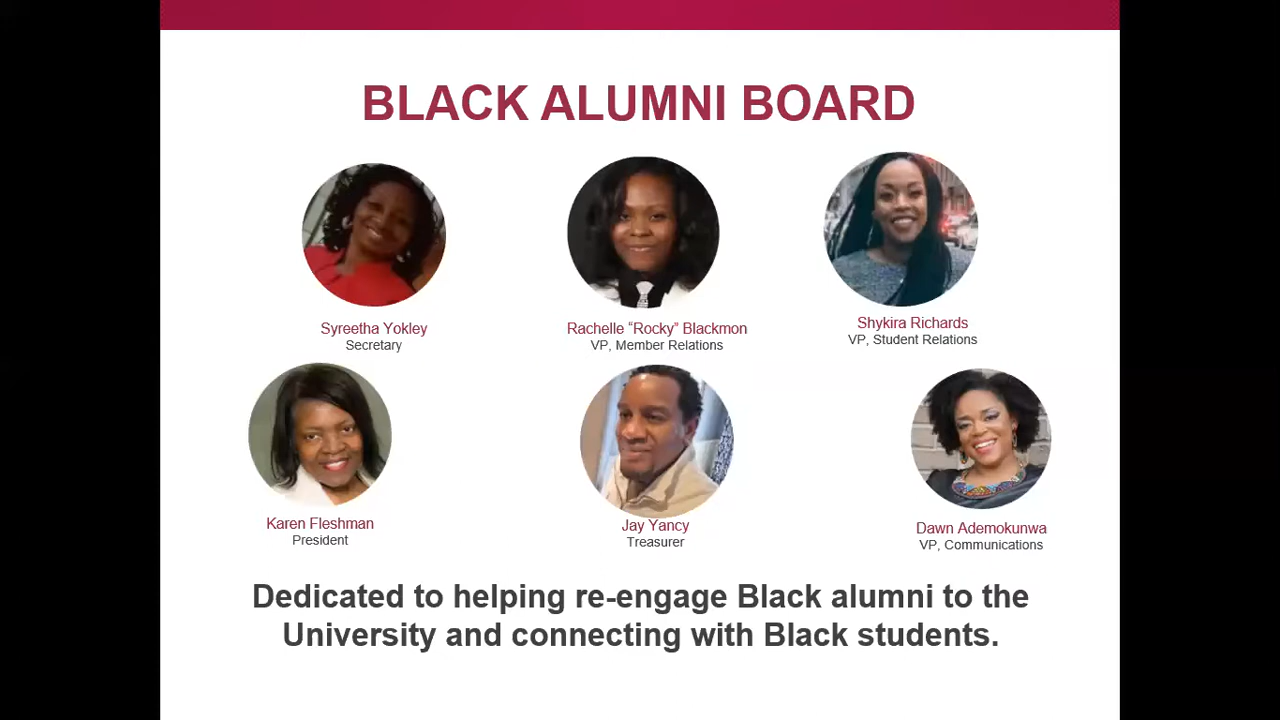 BLACK ALUMNI BOARD
Syreetha Yokley
Secretary
Rachelle “Rocky” Blackmon
VP, Member Relations
Shykira Richards
VP, Student Relations
Karen Fleshman
President
Jay Yancy
Treasurer
Dawn Ademokunwa
VP, Communications
Dedicated to helping re-engage Black alumni to the
University and connecting with Black students.